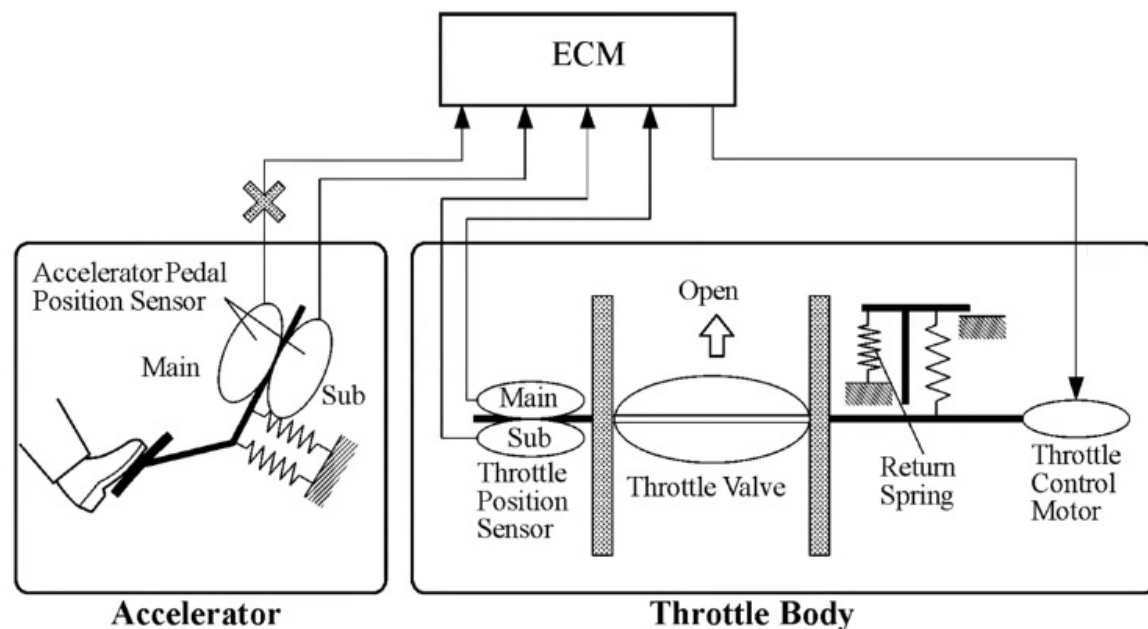 ECM
Accelerator Pedal
Position Sensor
Main
Sub
Open
Main
Sub
Throttle
Position
Sensor
Throttle Valve
Return
Spring
Throttle
Control
Motor
Accelerator
Throttle Body